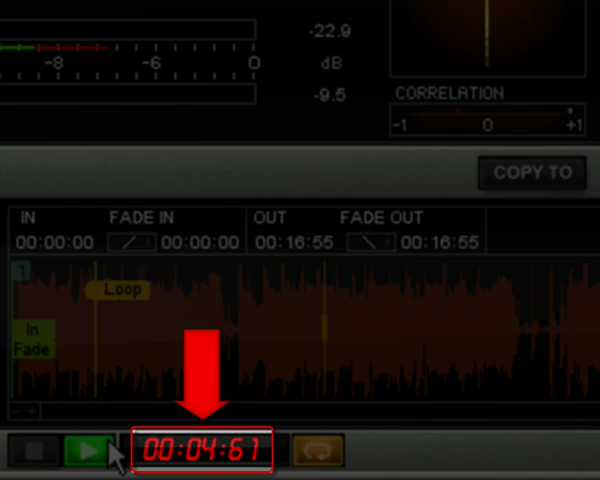 -22.9
-8 -6 0 dB
-9.5
CORRELATION
-1 0 +1
COPY TO
IN FADE IN OUT FADE OUT
00:00:00 00:00:00 00:16:55 00:16:55
1
Loop
In
Fade
- +
00:04:61